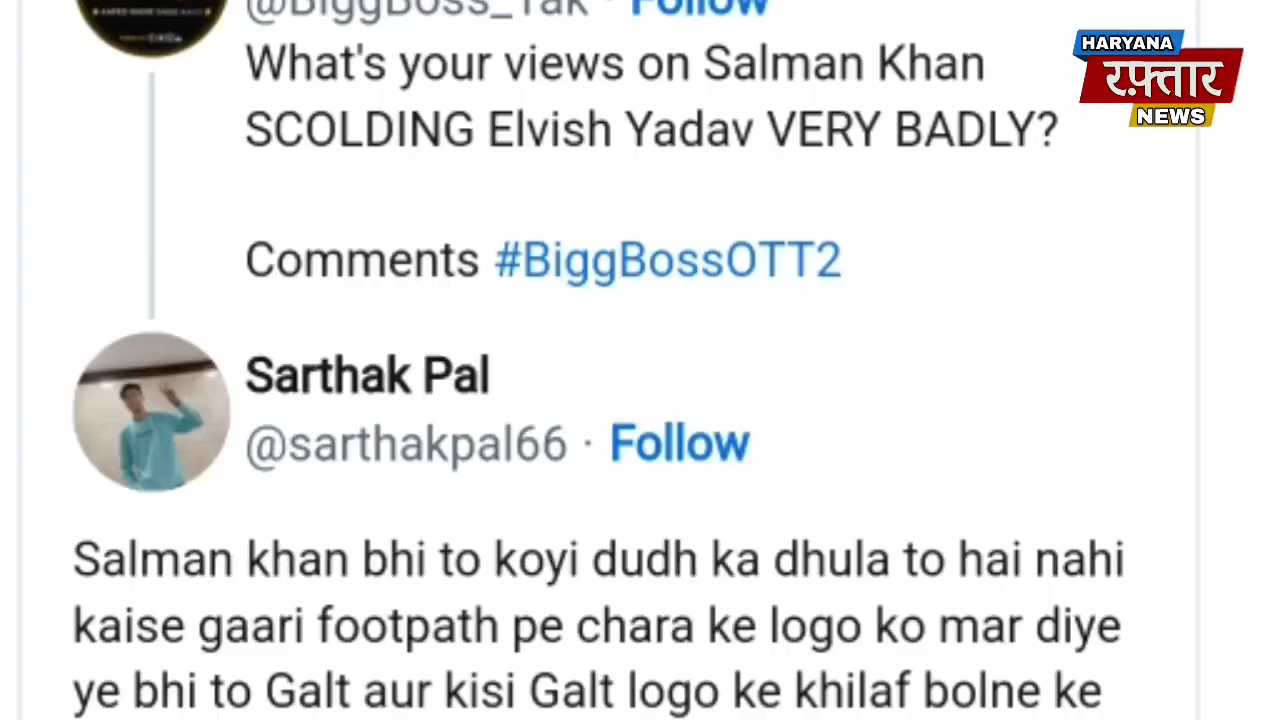 @BiggBoss_Tak · Follow
What's your views on Salman Khan
SCOLDING Elvish Yadav VERY BADLY?
Comments #BiggBossOTT2
HARYANA
रफ़्तार
NEWS
Sarthak Pal
@sarthakpal66 · Follow
Salman khan bhi to koyi dudh ka dhula to hai nahi
kaise gaari footpath pe chara ke logo ko mar diye
ye bhi to Galt aur kisi Galt logo ke khilaf bolne ke